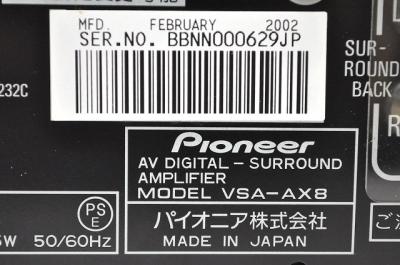 MFD. FEBRUARY 2002
SER.NO. BBNN000629JP
232C
SUR-
ROUND
BACK
R
Pioneer
AV DIGITAL – SURROUND
AMPLIFIER
MODEL VSA-AX8
PS
E
5W 50/60Hz
パイオニア株式会社
MADE IN JAPAN
ご